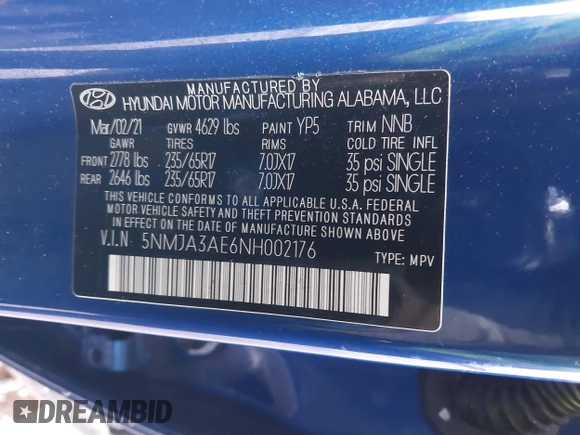 MANUFACTURED BY
HYUNDAI MOTOR MANUFACTURING ALABAMA, LLC
Mar/02/21 GVWR 4629 lbs PAINT YP5 TRIM NNB
GAWR TIRES RIMS COLD TIRE INFL
FRONT 2778 lbs 235/65R17 7.0JX17 35 psi SINGLE
REAR 2646 lbs 235/65R17 7.0JX17 35 psi SINGLE
THIS VEHICLE CONFORMS TO ALL APPLICABLE U.S.A. FEDERAL
MOTOR VEHICLE SAFETY, BUMPER, AND THEFT PREVENTION STANDARDS
IN EFFECT ON THE DATE OF MANUFACTURE SHOWN ABOVE.
V.I.N 5NMJA3AE6NH002176
TYPE: MPV
DREAMBID